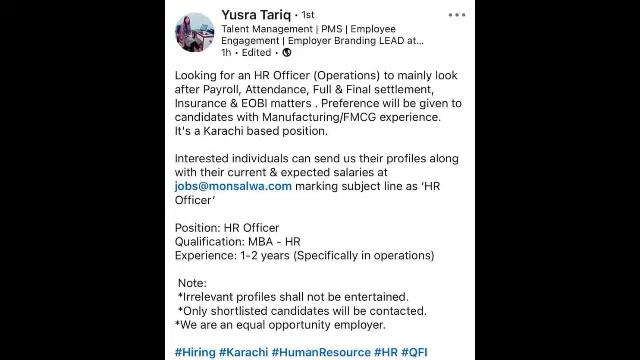 Yusra Tariq · 1st
Talent Management | PMS | Employee
Engagement | Employer Branding LEAD at...
1h • Edited •
Looking for an HR Officer (Operations) to mainly look
after Payroll, Attendance, Full & Final settlement,
Insurance & EOBI matters . Preference will be given to
candidates with Manufacturing/FMCG experience.
It's a Karachi based position.
Interested individuals can send us their profiles along
with their current & expected salaries at
jobs@monsalwa.com marking subject line as ‘HR
Officer’
Position: HR Officer
Qualification: MBA - HR
Experience: 1-2 years (Specifically in operations)
Note:
*Irrelevant profiles shall not be entertained.
*Only shortlisted candidates will be contacted.
*We are an equal opportunity employer.
#Hiring #Karachi #HumanResource #HR #QFI